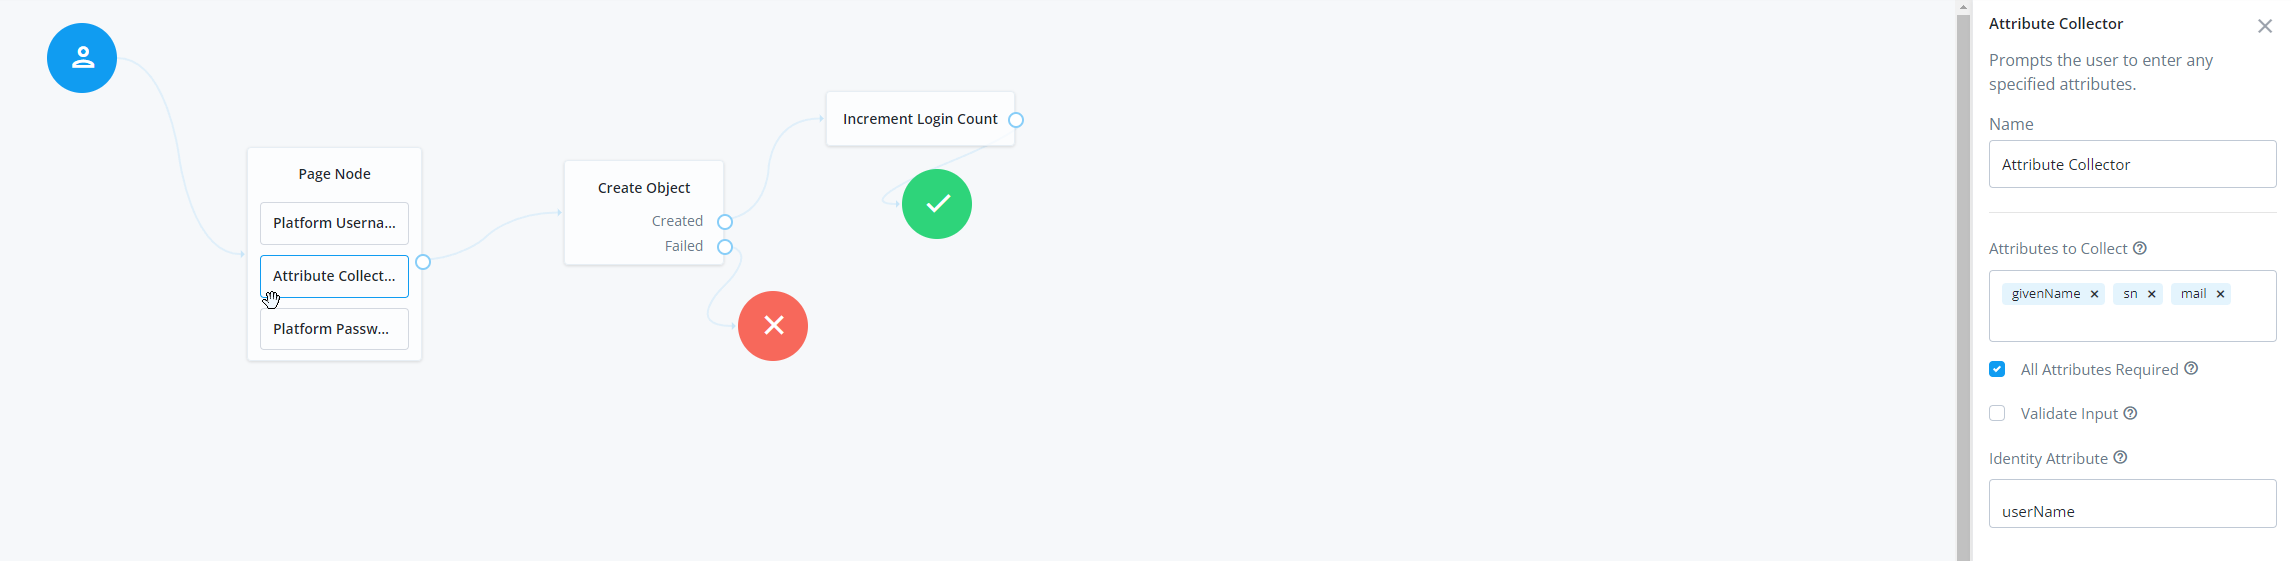 Page Node
Platform Userna...
Attribute Collect...
Platform Passw...
Create Object
Created
Failed
Increment Login Count
Attribute Collector
Prompts the user to enter any
specified attributes.
Name
Attribute Collector
Attributes to Collect
givenName sn mail
All Attributes Required
Validate Input
Identity Attribute
userName